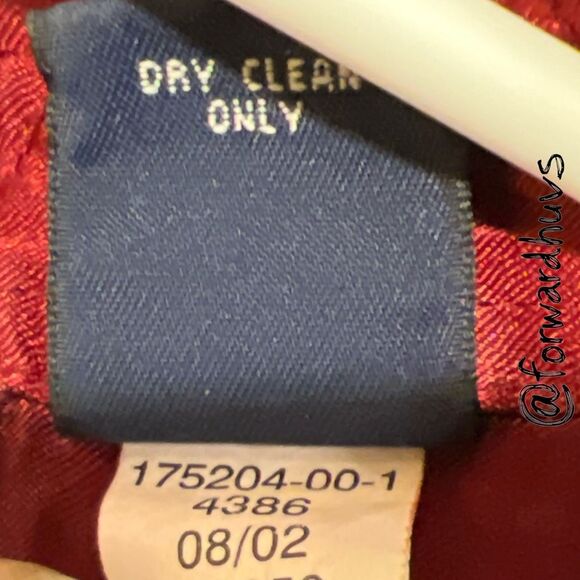 DRY CLEAN
ONLY
@forwardhuvs
175204-00-1
4386
08/02